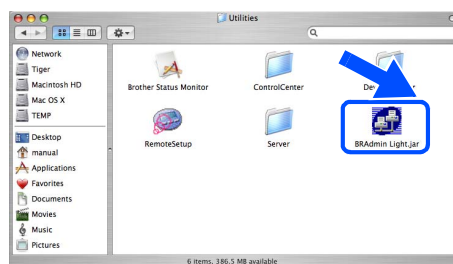 Utilities
Network
Tiger
Macintosh HD
Mac OS X
TEMP
Desktop
manual
Applications
Favorites
Documents
Movies
Music
Pictures
Brother Status Monitor
ControlCenter
RemoteSetup
Server
BRAdmin Light.jar
6 items, 386.5 MB available